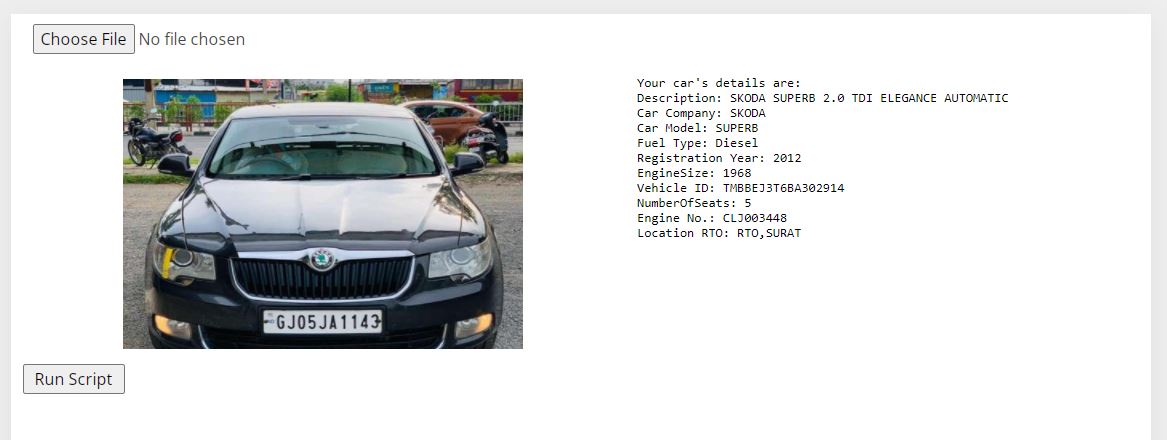 Choose File No file chosen
Your car's details are:
Description: SKODA SUPERB 2.0 TDI ELEGANCE AUTOMATIC
Car Company: SKODA
Car Model: SUPERB
Fuel Type: Diesel
Registration Year: 2012
EngineSize: 1968
Vehicle ID: TMBBEJ3T6BA302914
NumberOfSeats: 5
Engine No.: CLJ003448
Location RTO: RTO,SURAT
GJ05JA1143
Run Script